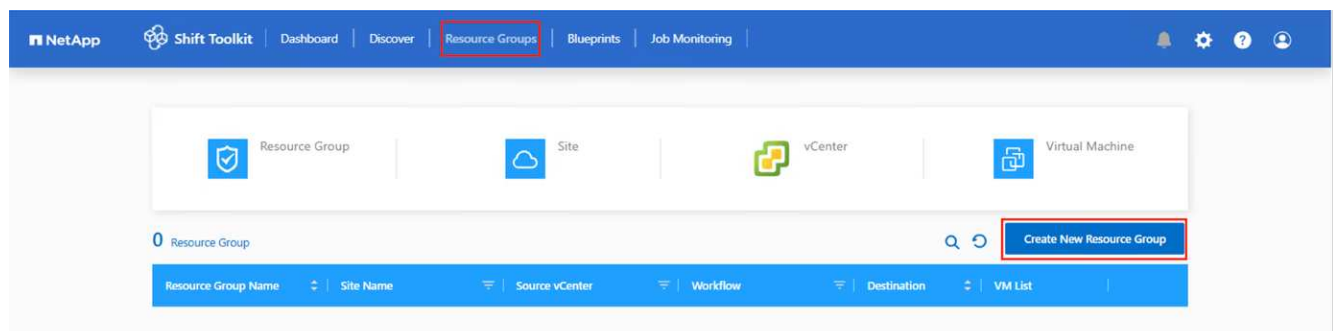 NetApp Shift Toolkit Dashboard Discover Resource Groups Blueprints Job Monitoring ?
Resource Group Site vCenter Virtual Machine
0 Resource Group Create New Resource Group
Resource Group Name Site Name Source vCenter Workflow Destination VM List